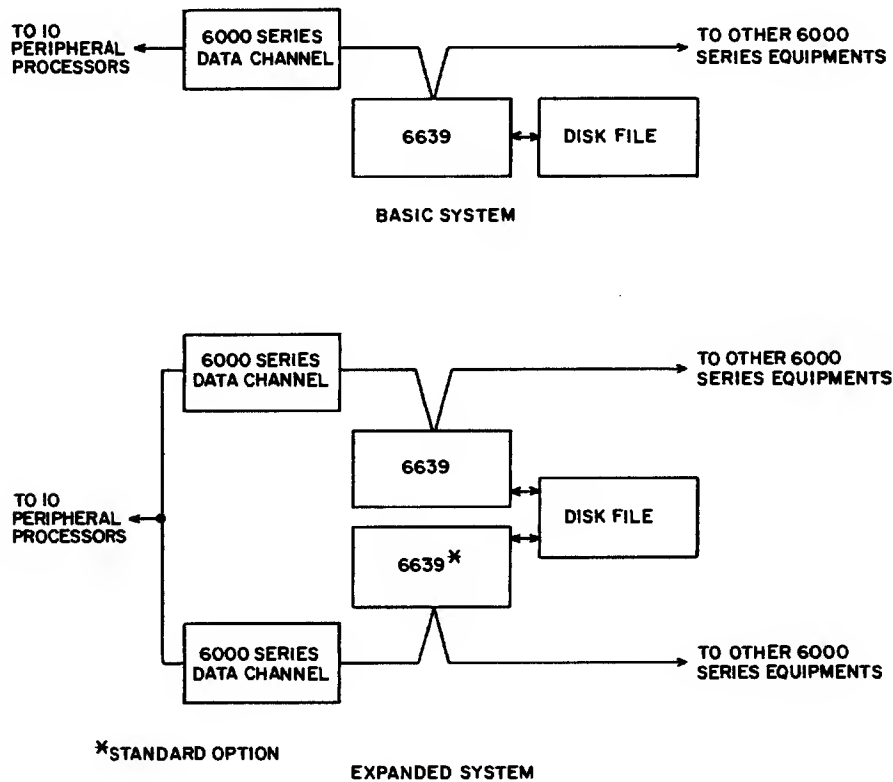 TO 10
PERIPHERAL
PROCESSORS
6000 SERIES
DATA CHANNEL
TO OTHER 6000
SERIES EQUIPMENTS
6639
DISK FILE
BASIC SYSTEM
6000 SERIES
DATA CHANNEL
TO OTHER 6000
SERIES EQUIPMENTS
6639
TO 10
PERIPHERAL
PROCESSORS
DISK FILE
6639*
6000 SERIES
DATA CHANNEL
TO OTHER 6000
SERIES EQUIPMENTS
*STANDARD OPTION
EXPANDED SYSTEM